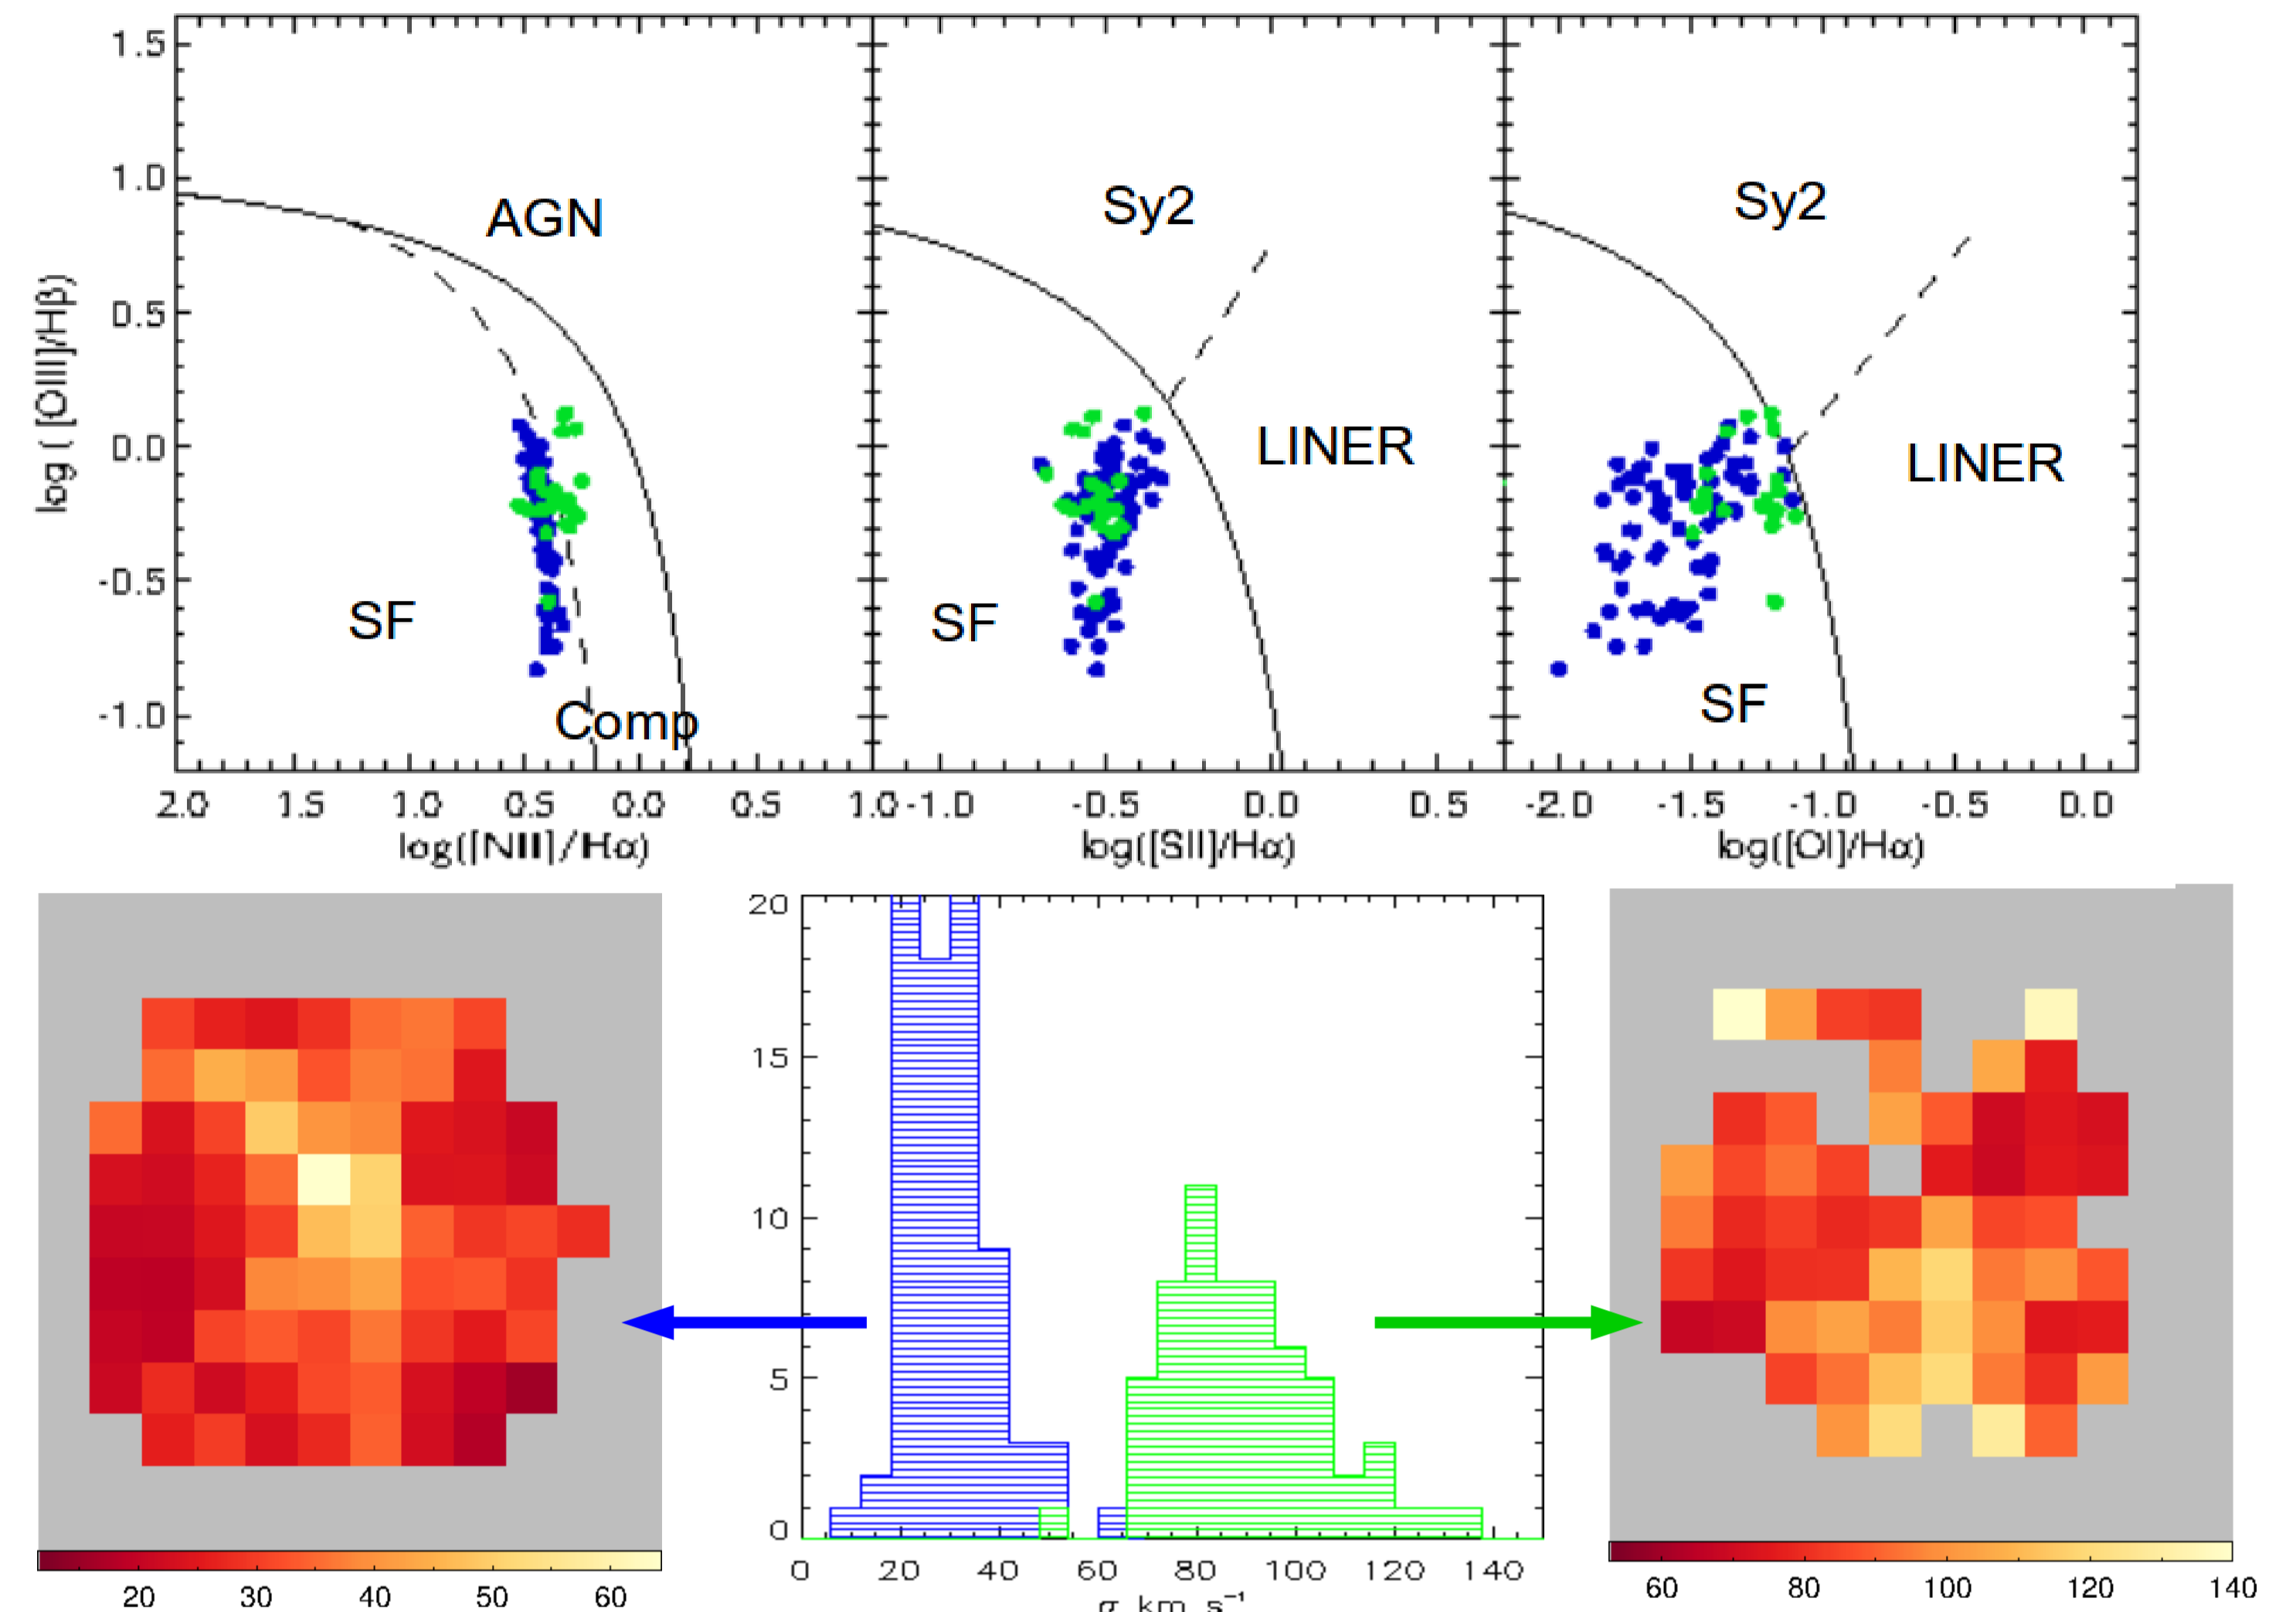 1.5
1.0
0.5
0.0
-0.5
-1.0
log ( [OIII]/Hβ)
AGN
SF
Comp
Sy2
LINER
SF
Sy2
LINER
SF
2.0 1.5 1.0 0.5 0.0 0.5 1.0
-1.0 -0.5 0.0 0.5
-2.0 -1.5 -1.0 -0.5 0.0
log([NII]/Hα)
log([SII]/Hα)
log([OI]/Hα)
20
15
10
5
0
0 20 40 60 80 100 120 140
km s⁻¹
20 30 40 50 60
60 80 100 120 140